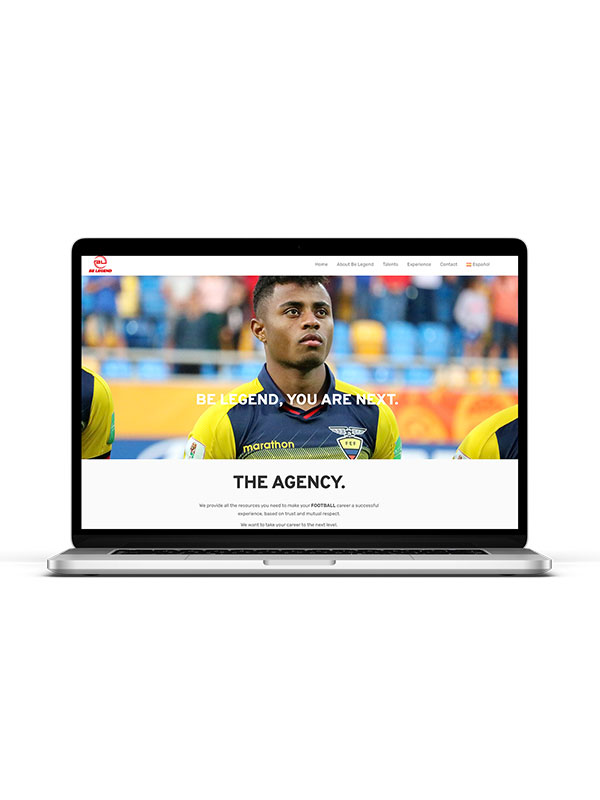 BL
BE LEGEND
Home About Be Legend Talents Experience Contact Español
BE LEGEND, YOU ARE NEXT.
marathon
FEF
THE AGENCY.
We provide all the resources you need to make your FOOTBALL career a successful
experience, based on trust and mutual respect.
We want to take your career to the next level.